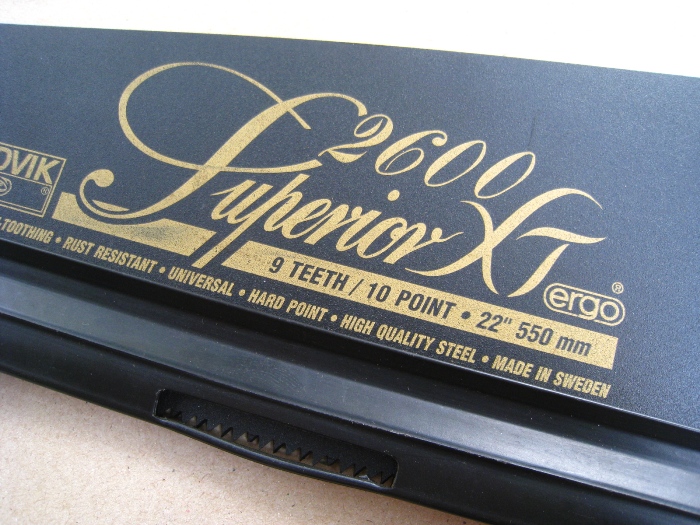 2600
Superior XT
ergo®
9 TEETH / 10 POINT • 22" 550 mm
-TOOTHING • RUST RESISTANT • UNIVERSAL • HARD POINT • HIGH QUALITY STEEL • MADE IN SWEDEN